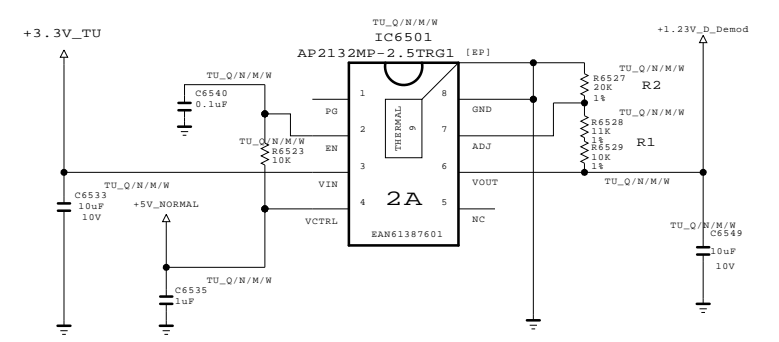 TU_Q/N/M/W
IC6501
AP2132MP-2.5TRG1 [EP]
+3.3V_TU
+1.23V_D_Demod
TU_Q/N/M/W
C6540
0.1uF
TU_Q/N/M/W
R6523
10K
TU_Q/N/M/W
C6533
10uF
10V
+5V_NORMAL
TU_Q/N/M/W
C6535
1uF
1
PG
2
EN
3
VIN
4
VCTRL
THERMAL
9
2A
EAN61387601
8
GND
7
ADJ
6
VOUT
5
NC
TU_Q/N/M/W
R6527
20K
1%
R2
TU_Q/N/M/W
R6528
11K
1%
R6529
10K
1%
R1
TU_Q/N/M/W
TU_Q/N/M/W
C6549
10uF
10V